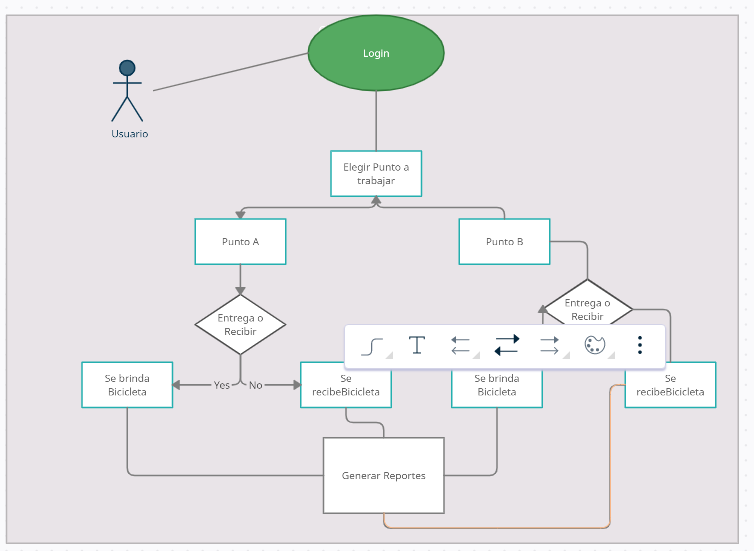 Login
Usuario
Elegir Punto a
trabajar
Punto A
Punto B
Entrega o
Recibir
Entrega o
Recibir
T
Se brinda
Bicicleta
Yes
No
Se
recibeBicicleta
Se brinda
Bicicleta
Se
recibeBicicleta
Generar Reportes